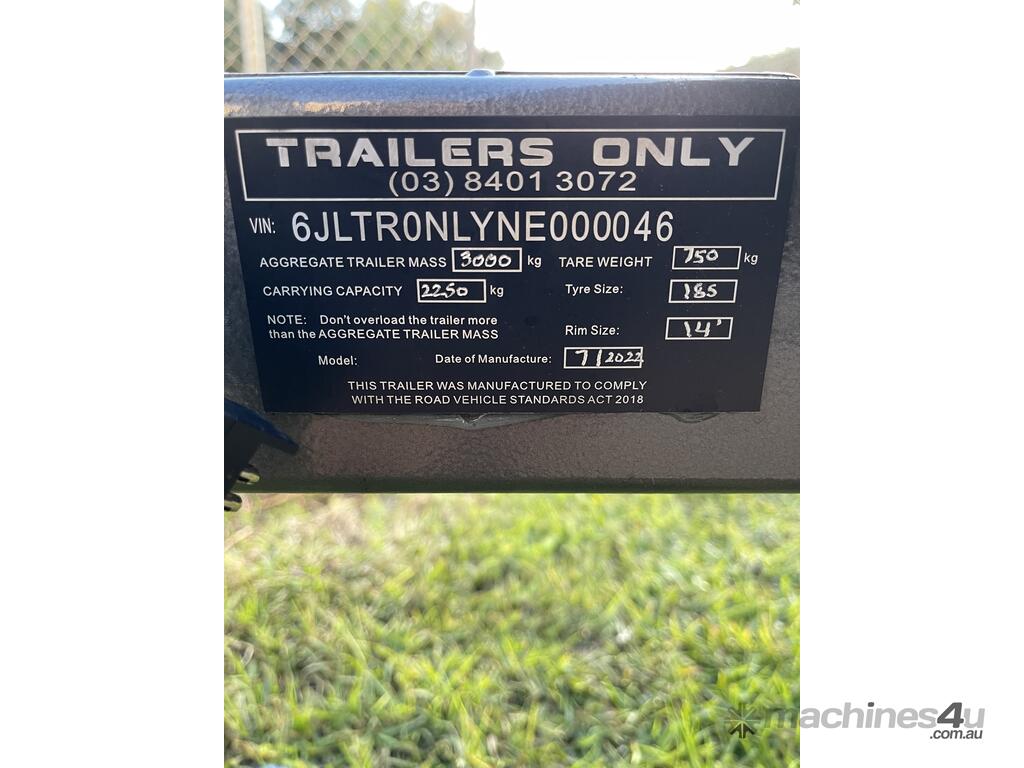 TRAILERS ONLY
(03) 8401 3072
VIN: 6JLTR0NLYNE000046
AGGREGATE TRAILER MASS 3000 kg TARE WEIGHT 750 kg
CARRYING CAPACITY 2250 kg Tyre Size: 185
NOTE: Don't overload the trailer more
than the AGGREGATE TRAILER MASS
Rim Size: 14"
Model: Date of Manufacture: 7/2022
THIS TRAILER WAS MANUFACTURED TO COMPLY
WITH THE ROAD VEHICLE STANDARDS ACT 2018
machines4u
.com.au